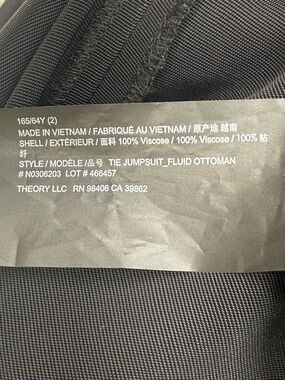 165/64Y (2)
MADE IN VIETNAM / FABRIQUÉ AU VIETNAM / 原产地 越南
SHELL / EXTÉRIEUR / 面料 100% Viscose / 100% Viscose / 100% 粘
纤
STYLE / MODÈLE /品号 TIE JUMPSUIT_FLUID OTTOMAN
# N0306203 LOT # 466457
THEORY LLC RN 98406 CA 39862